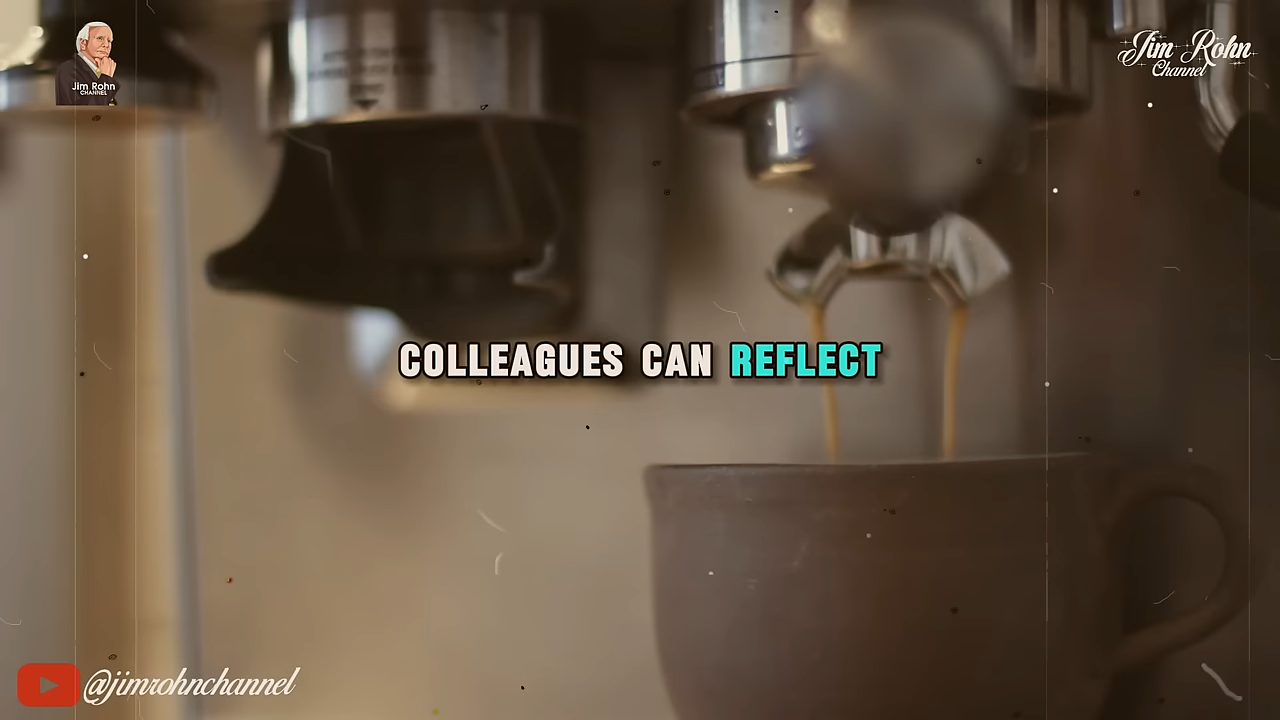 Jim Rohn
CHANNEL
Jim Rohn
Channel
COLLEAGUES CAN REFLECT
@jimrohnchannel